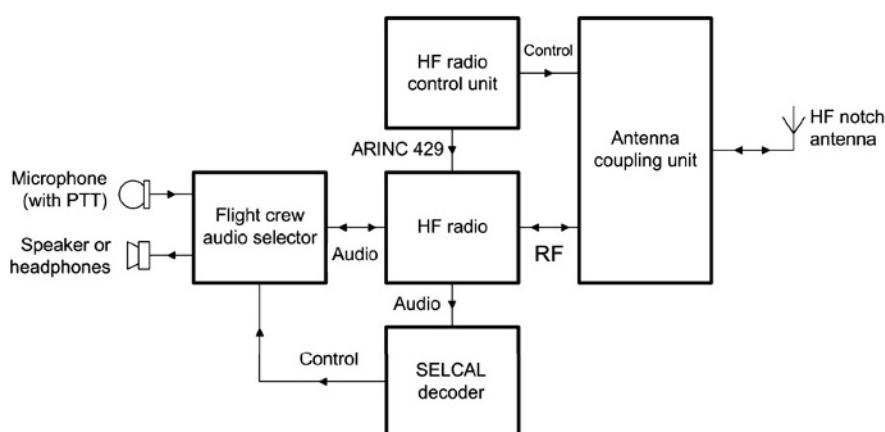 HF radio
control unit
Control
Antenna
coupling unit
HF notch
antenna
ARINC 429
Microphone
(with PTT)
Flight crew
audio selector
Speaker or
headphones
Audio
HF radio
RF
Audio
Control
SELCAL
decoder